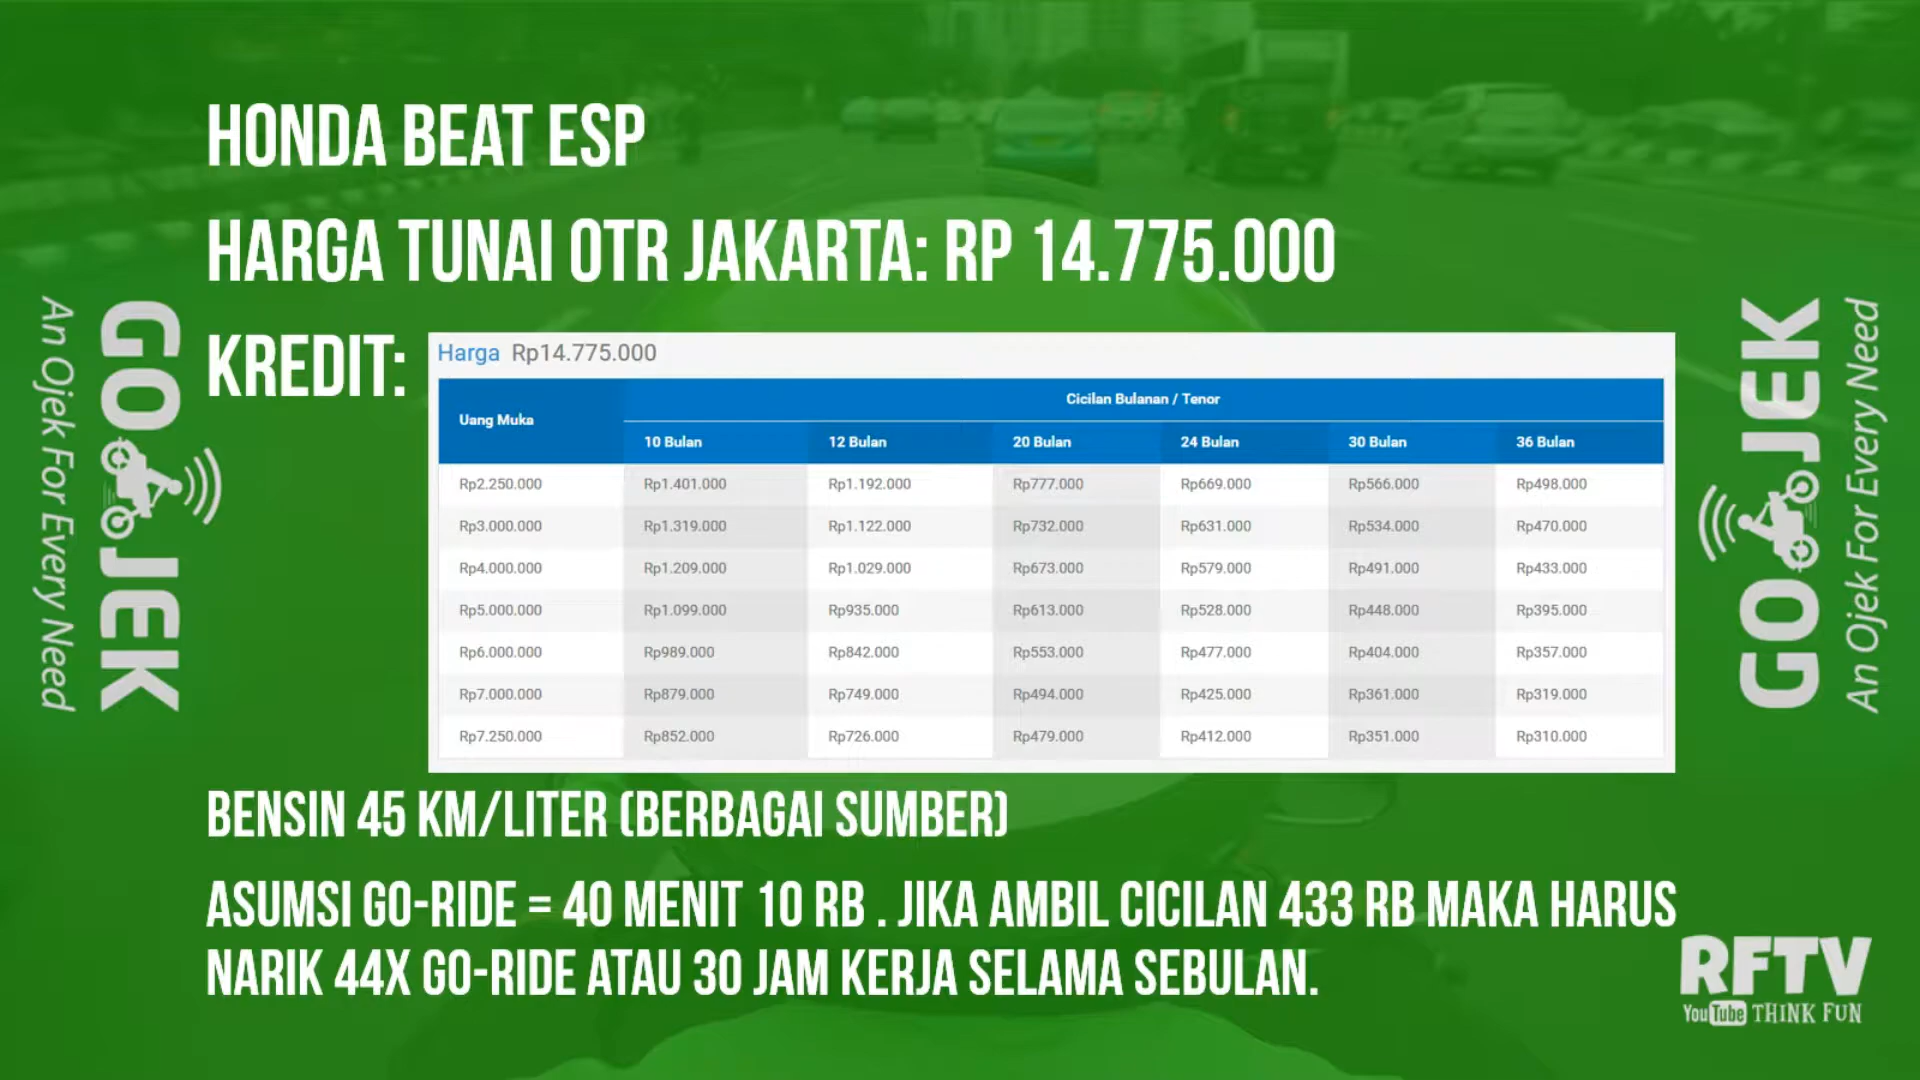 HONDA BEAT ESP
HARGA TUNAI OTR JAKARTA: RP 14.775.000
KREDIT:
Harga Rp14.775.000
Uang Muka
Cicilan Bulanan / Tenor
10 Bulan 12 Bulan 20 Bulan 24 Bulan 30 Bulan 36 Bulan
Rp2.250.000 Rp1.401.000 Rp1.192.000 Rp777.000 Rp669.000 Rp566.000 Rp498.000
Rp3.000.000 Rp1.319.000 Rp1.122.000 Rp732.000 Rp631.000 Rp534.000 Rp470.000
Rp4.000.000 Rp1.209.000 Rp1.029.000 Rp673.000 Rp579.000 Rp491.000 Rp433.000
Rp5.000.000 Rp1.099.000 Rp935.000 Rp613.000 Rp528.000 Rp448.000 Rp395.000
Rp6.000.000 Rp989.000 Rp842.000 Rp553.000 Rp477.000 Rp404.000 Rp357.000
Rp7.000.000 Rp879.000 Rp749.000 Rp494.000 Rp425.000 Rp361.000 Rp319.000
Rp7.250.000 Rp852.000 Rp726.000 Rp479.000 Rp412.000 Rp351.000 Rp310.000
BENSIN 45 KM/LITER (BERBAGAI SUMBER)
ASUMSI GO-RIDE = 40 MENIT 10 RB . JIKA AMBIL CICILAN 433 RB MAKA HARUS
NARIK 44X GO-RIDE ATAU 30 JAM KERJA SELAMA SEBULAN.
GO JEK
An Ojek For Every Need
GO JEK
An Ojek For Every Need
RFTV
YouTube THINK FUN